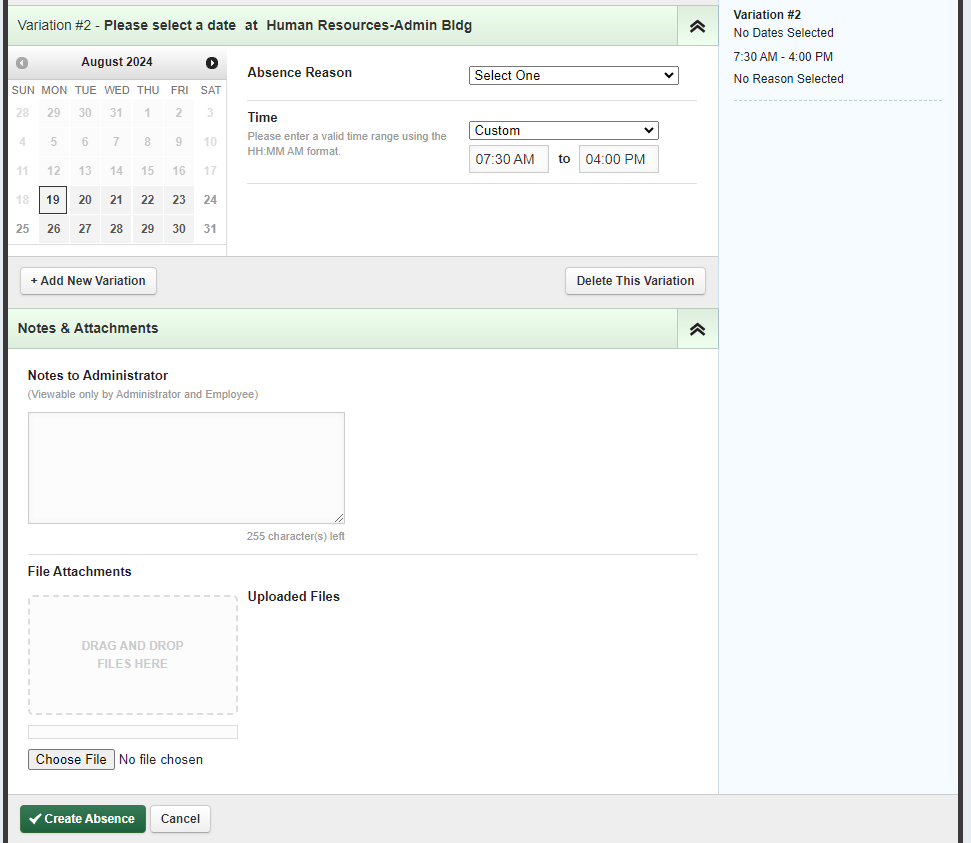 Variation #2 - Please select a date at Human Resources-Admin Bldg
August 2024
SUN MON TUE WED THU FRI SAT
28 29 30 31 1 2 3
4 5 6 7 8 9 10
11 12 13 14 15 16 17
18 19 20 21 22 23 24
25 26 27 28 29 30 31
Absence Reason
Select One
Time
Please enter a valid time range using the
HH:MM AM format.
Custom
07:30 AM to 04:00 PM
+ Add New Variation
Delete This Variation
Notes & Attachments
Notes to Administrator
(Viewable only by Administrator and Employee)
255 character(s) left
File Attachments
DRAG AND DROP
FILES HERE
Uploaded Files
Choose File No file chosen
Create Absence
Cancel
Variation #2
No Dates Selected
7:30 AM - 4:00 PM
No Reason Selected